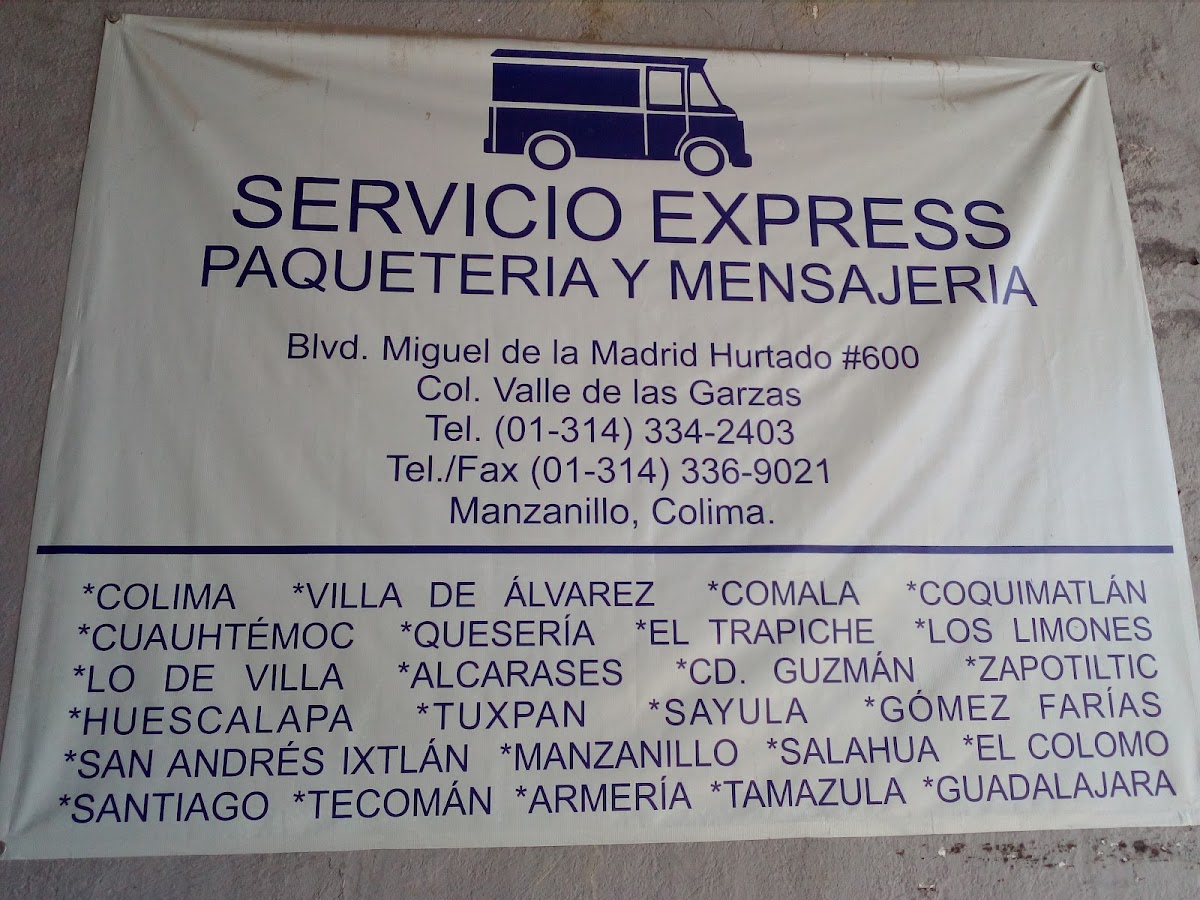 SERVICIO EXPRESS
PAQUETERIA Y MENSAJERIA
Blvd. Miguel de la Madrid Hurtado #600
Col. Valle de las Garzas
Tel. (01-314) 334-2403
Tel./Fax (01-314) 336-9021
Manzanillo, Colima.
*COLIMA *VILLA DE ÁLVAREZ *COMALA *COQUIMATLÁN
*CUAUHTÉMOC *QUESERÍA *EL TRAPICHE *LOS LIMONES
*LO DE VILLA *ALCARASES *CD. GUZMÁN *ZAPOTILTIC
*HUESCALAPA *TUXPAN *SAYULA *GÓMEZ FARÍAS
*SAN ANDRÉS IXTLÁN *MANZANILLO *SALAHUA *EL COLOMO
*SANTIAGO *TECOMÁN *ARMERÍA *TAMAZULA *GUADALAJARA